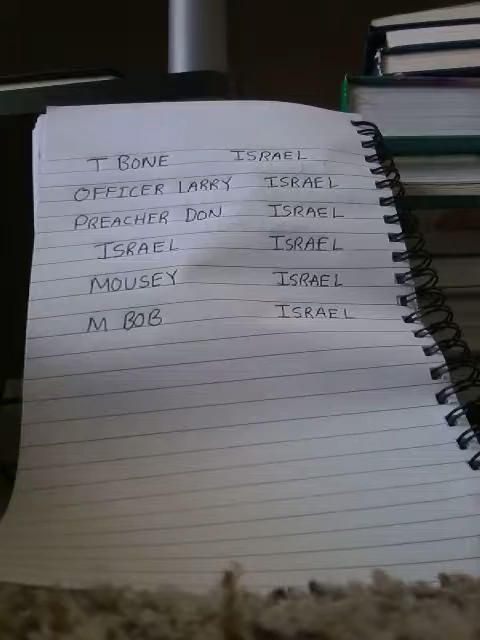 T BONE ISRAEL
OFFICER LARRY ISRAEL
PREACHER DON ISRAEL
ISRAEL ISRAEL
MOUSEY ISRAEL
M BOB ISRAEL